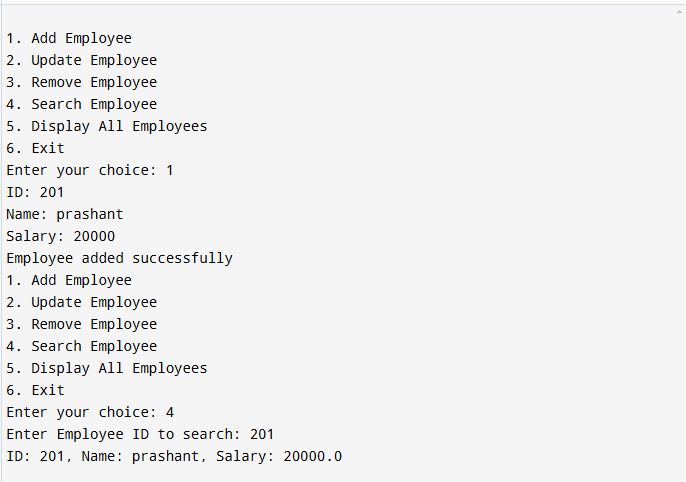 1. Add Employee
2. Update Employee
3. Remove Employee
4. Search Employee
5. Display All Employees
6. Exit
Enter your choice: 1
ID: 201
Name: prashant
Salary: 20000
Employee added successfully
1. Add Employee
2. Update Employee
3. Remove Employee
4. Search Employee
5. Display All Employees
6. Exit
Enter your choice: 4
Enter Employee ID to search: 201
ID: 201, Name: prashant, Salary: 20000.0